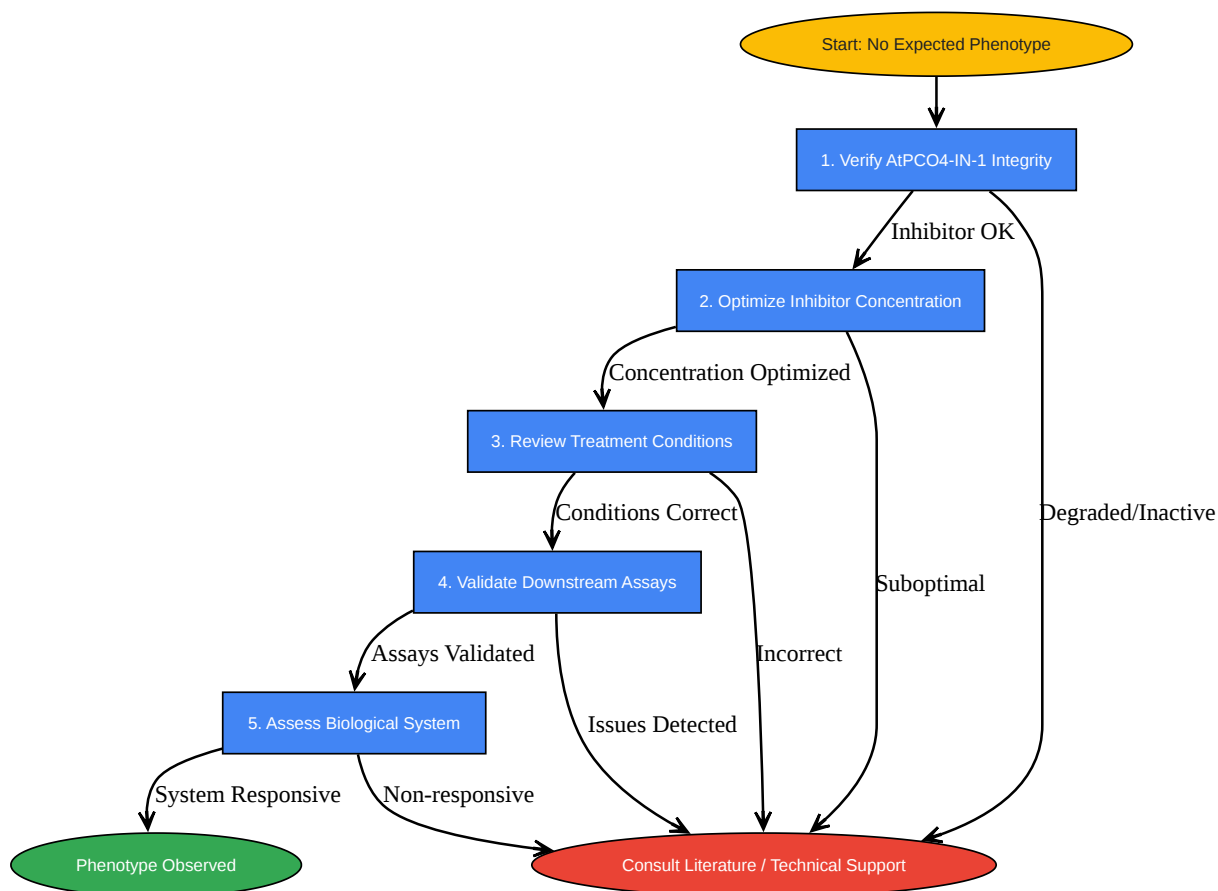 Start: No Expected Phenotype
1. Verify AtPCO4-IN-1 Integrity
Inhibitor OK
2. Optimize Inhibitor Concentration
Concentration Optimized
3. Review Treatment Conditions
Conditions Correct
Degraded/Inactive
4. Validate Downstream Assays
Suboptimal
Assays Validated
Incorrect
5. Assess Biological System
Issues Detected
System Responsive
Non-responsive
Phenotype Observed
Consult Literature / Technical Support